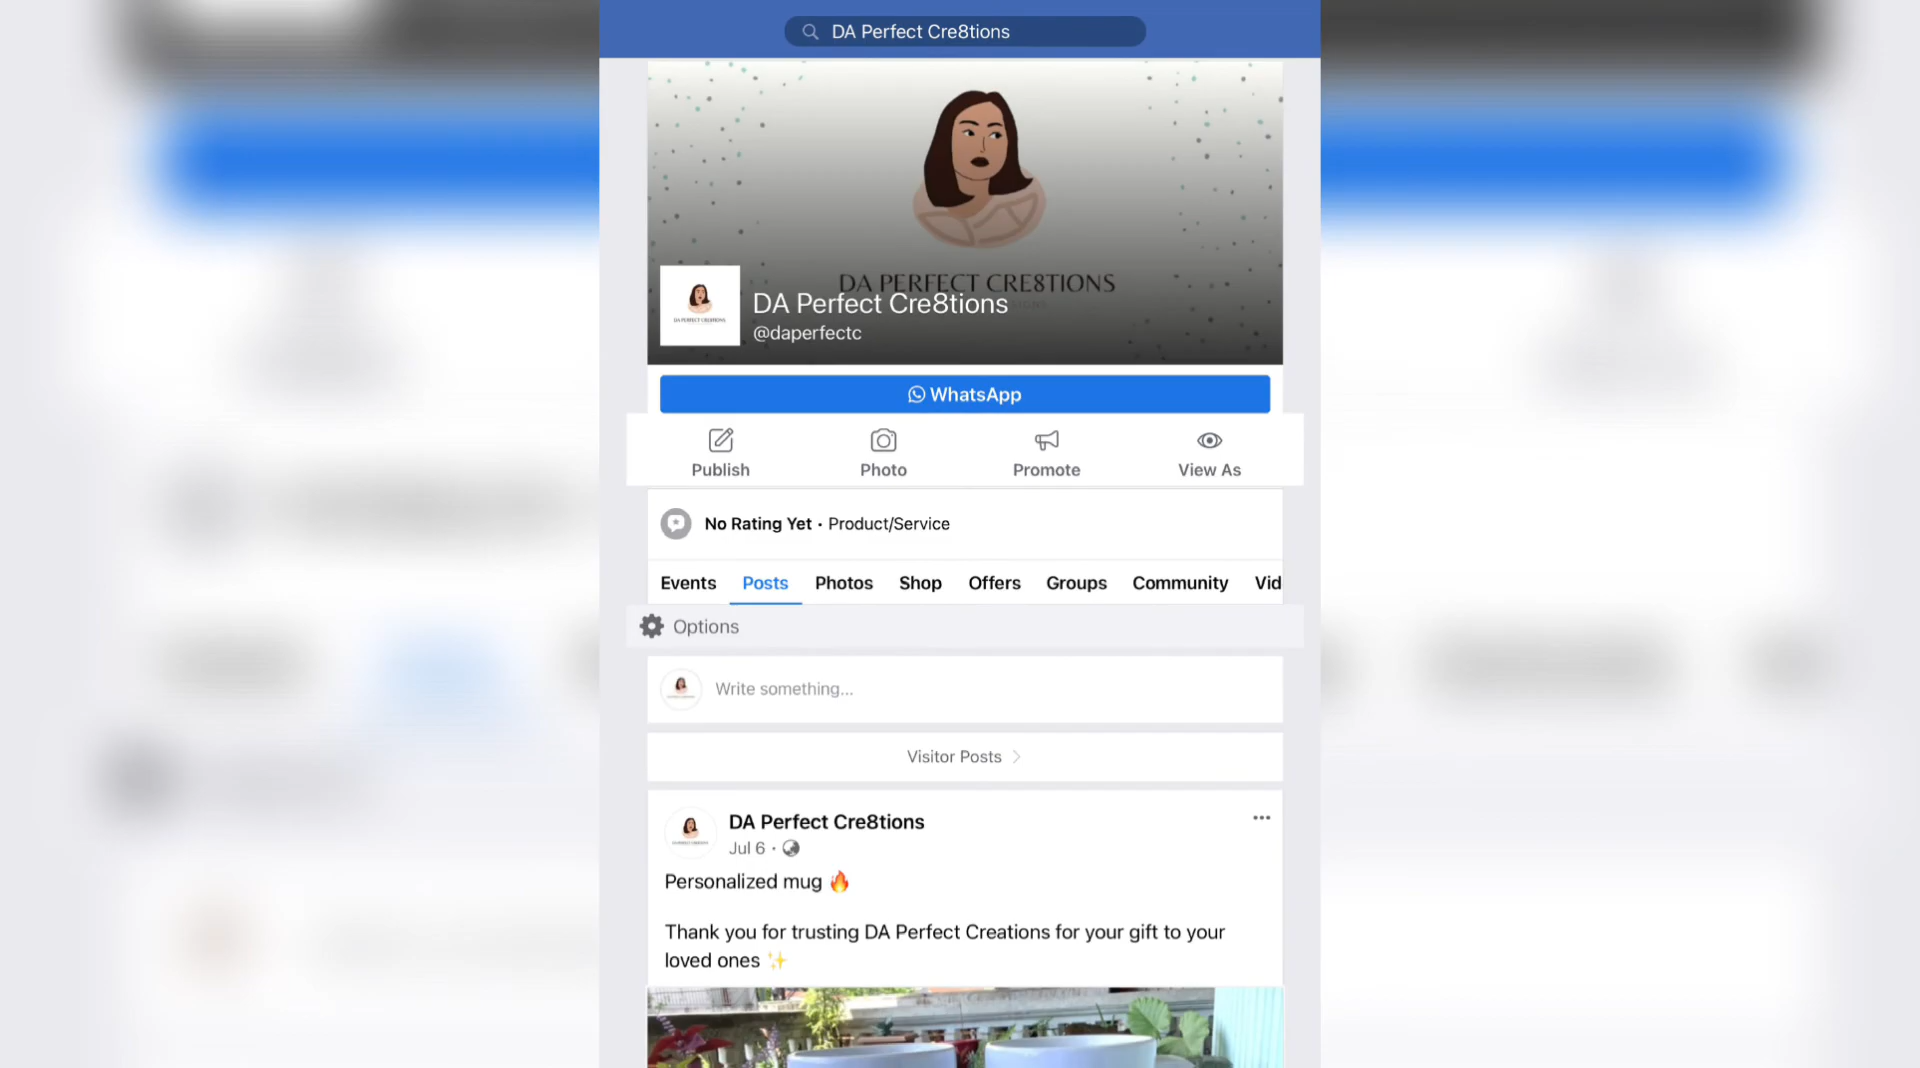 DA Perfect Cre8tions
DA PERFECT CRE8TIONS
DA Perfect Cre8tions
@daperfectc
WhatsApp
Publish Photo Promote View As
No Rating Yet · Product/Service
Events Posts Photos Shop Offers Groups Community Vid
Options
Write something...
Visitor Posts
DA Perfect Cre8tions
Jul 6 ·
Personalized mug 🔥
Thank you for trusting DA Perfect Creations for your gift to your
loved ones ✨